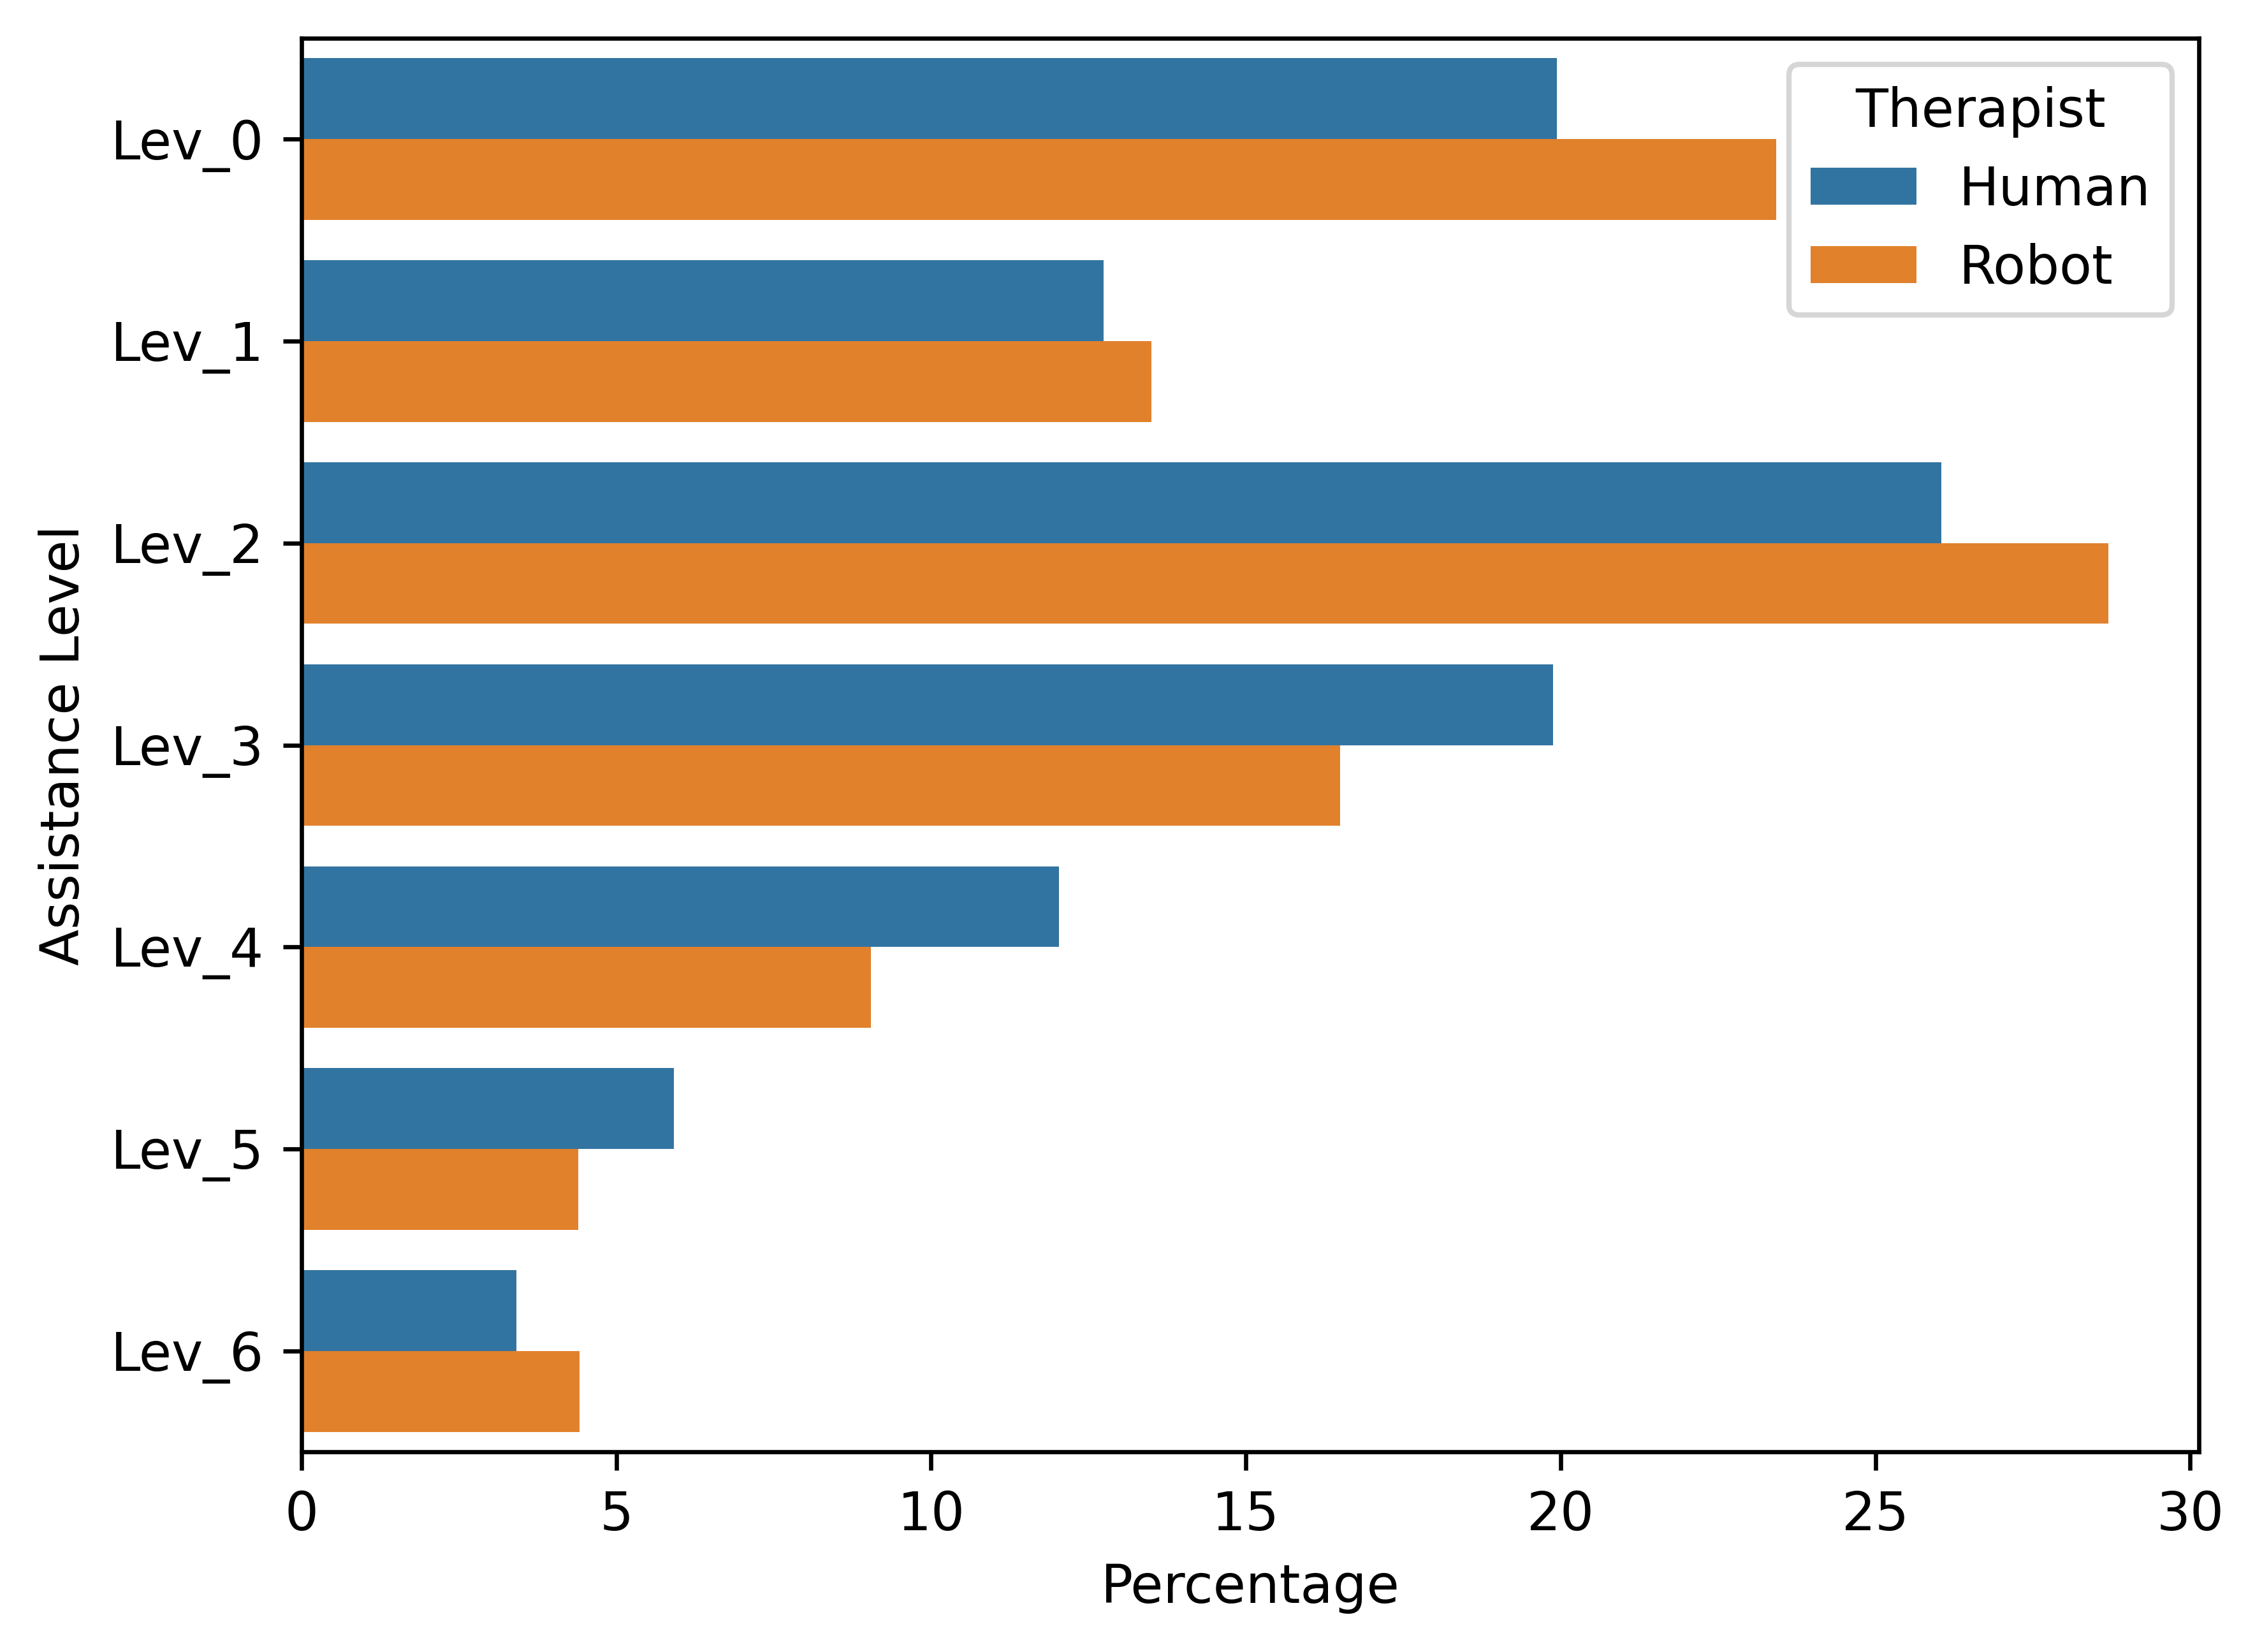 Therapist
Human
Robot
Assistance Level
Lev_0
Lev_1
Lev_2
Lev_3
Lev_4
Lev_5
Lev_6
0 5 10 15 20 25 30
Percentage